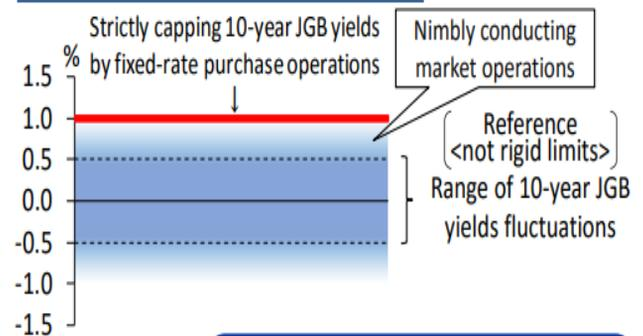 Strictly capping 10-year JGB yields
by fixed-rate purchase operations
Nimbly conducting
market operations
%
1.5
1.0
0.5
0.0
-0.5
-1.0
-1.5
Reference
<not rigid limits>
Range of 10-year JGB
yields fluctuations